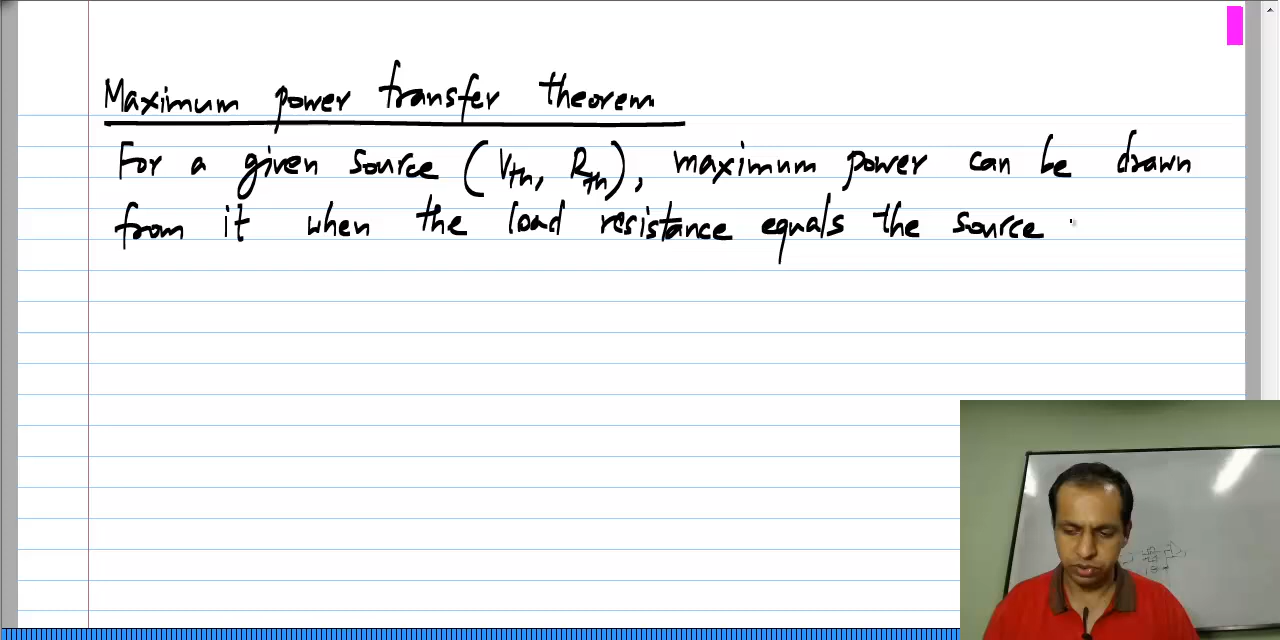 Maximum power transfer theorem
For a given source (Vth, Rth), maximum power can be drawn
from it when the load resistance equals the source